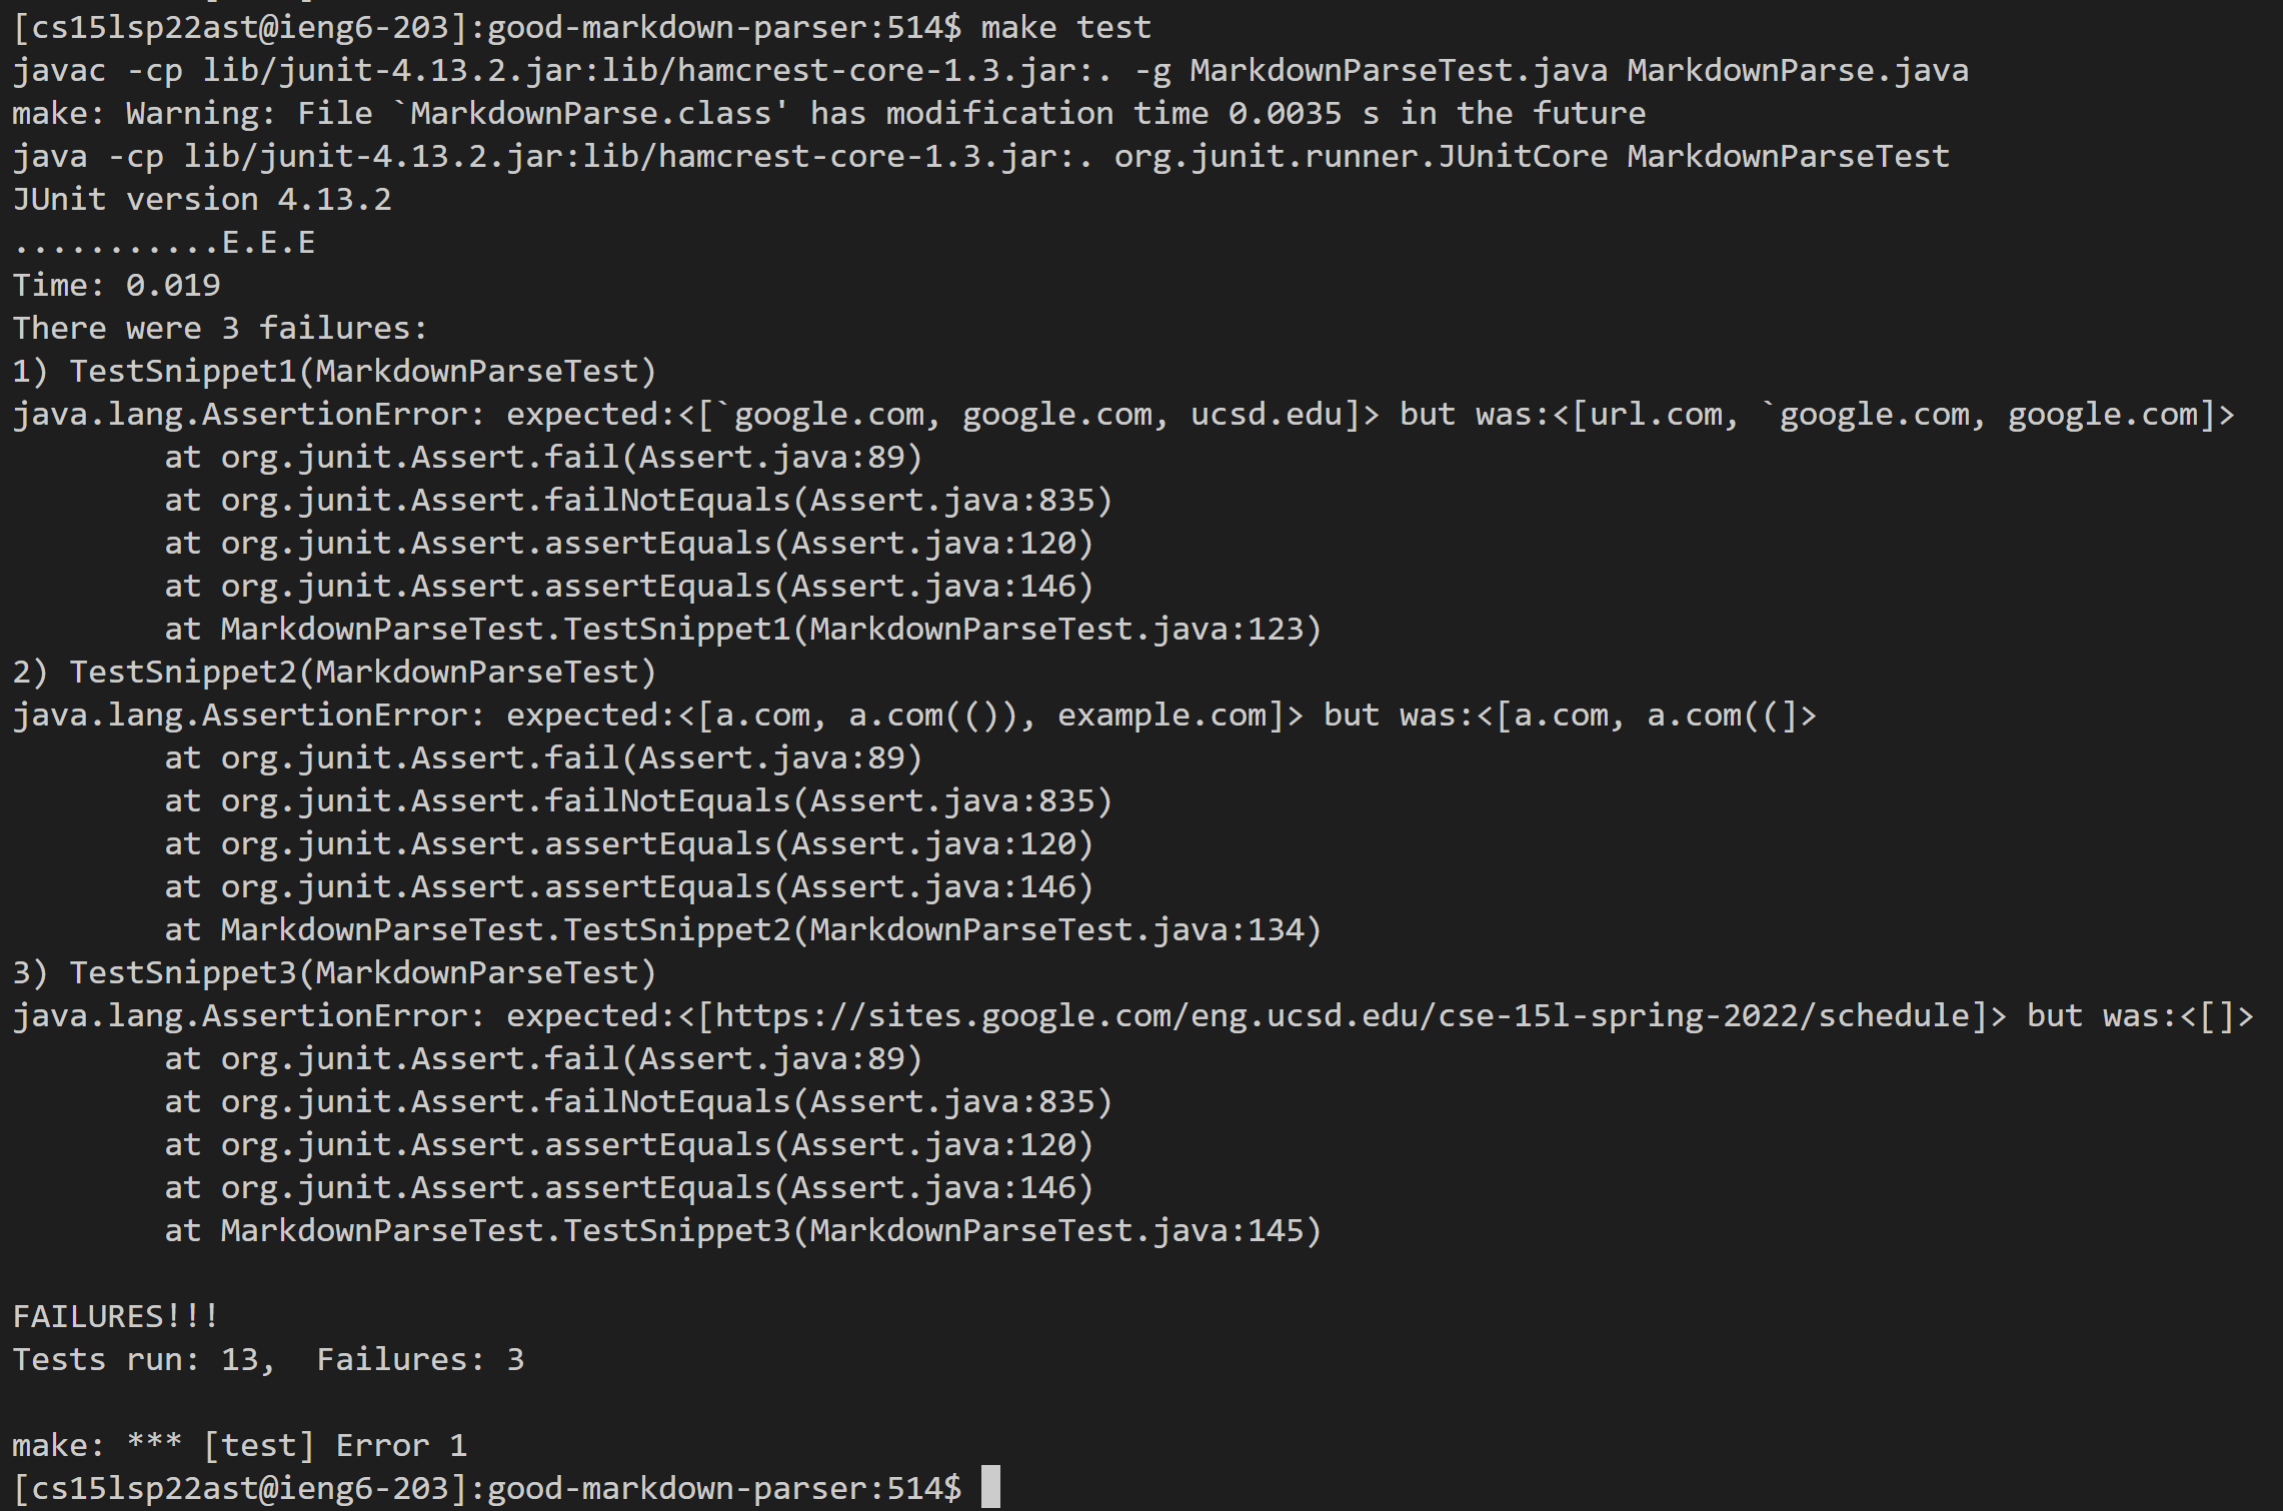 [cs15lsp22ast@ieng6-203]:good-markdown-parser:514$ make test
javac -cp lib/junit-4.13.2.jar:lib/hamcrest-core-1.3.jar:. -g MarkdownParseTest.java MarkdownParse.java
make: Warning: File `MarkdownParse.class' has modification time 0.0035 s in the future
java -cp lib/junit-4.13.2.jar:lib/hamcrest-core-1.3.jar:. org.junit.runner.JUnitCore MarkdownParseTest
JUnit version 4.13.2
...........E.E.E
Time: 0.019
There were 3 failures:
1) TestSnippet1(MarkdownParseTest)
java.lang.AssertionError: expected:<[`google.com, google.com, ucsd.edu]> but was:<[url.com, `google.com, google.com]>
        at org.junit.Assert.fail(Assert.java:89)
        at org.junit.Assert.failNotEquals(Assert.java:835)
        at org.junit.Assert.assertEquals(Assert.java:120)
        at org.junit.Assert.assertEquals(Assert.java:146)
        at MarkdownParseTest.TestSnippet1(MarkdownParseTest.java:123)
2) TestSnippet2(MarkdownParseTest)
java.lang.AssertionError: expected:<[a.com, a.com(()), example.com]> but was:<[a.com, a.com((]>
        at org.junit.Assert.fail(Assert.java:89)
        at org.junit.Assert.failNotEquals(Assert.java:835)
        at org.junit.Assert.assertEquals(Assert.java:120)
        at org.junit.Assert.assertEquals(Assert.java:146)
        at MarkdownParseTest.TestSnippet2(MarkdownParseTest.java:134)
3) TestSnippet3(MarkdownParseTest)
java.lang.AssertionError: expected:<[https://sites.google.com/eng.ucsd.edu/cse-15l-spring-2022/schedule]> but was:<[]>
        at org.junit.Assert.fail(Assert.java:89)
        at org.junit.Assert.failNotEquals(Assert.java:835)
        at org.junit.Assert.assertEquals(Assert.java:120)
        at org.junit.Assert.assertEquals(Assert.java:146)
        at MarkdownParseTest.TestSnippet3(MarkdownParseTest.java:145)

FAILURES!!!
Tests run: 13,  Failures: 3

make: *** [test] Error 1
[cs15lsp22ast@ieng6-203]:good-markdown-parser:514$